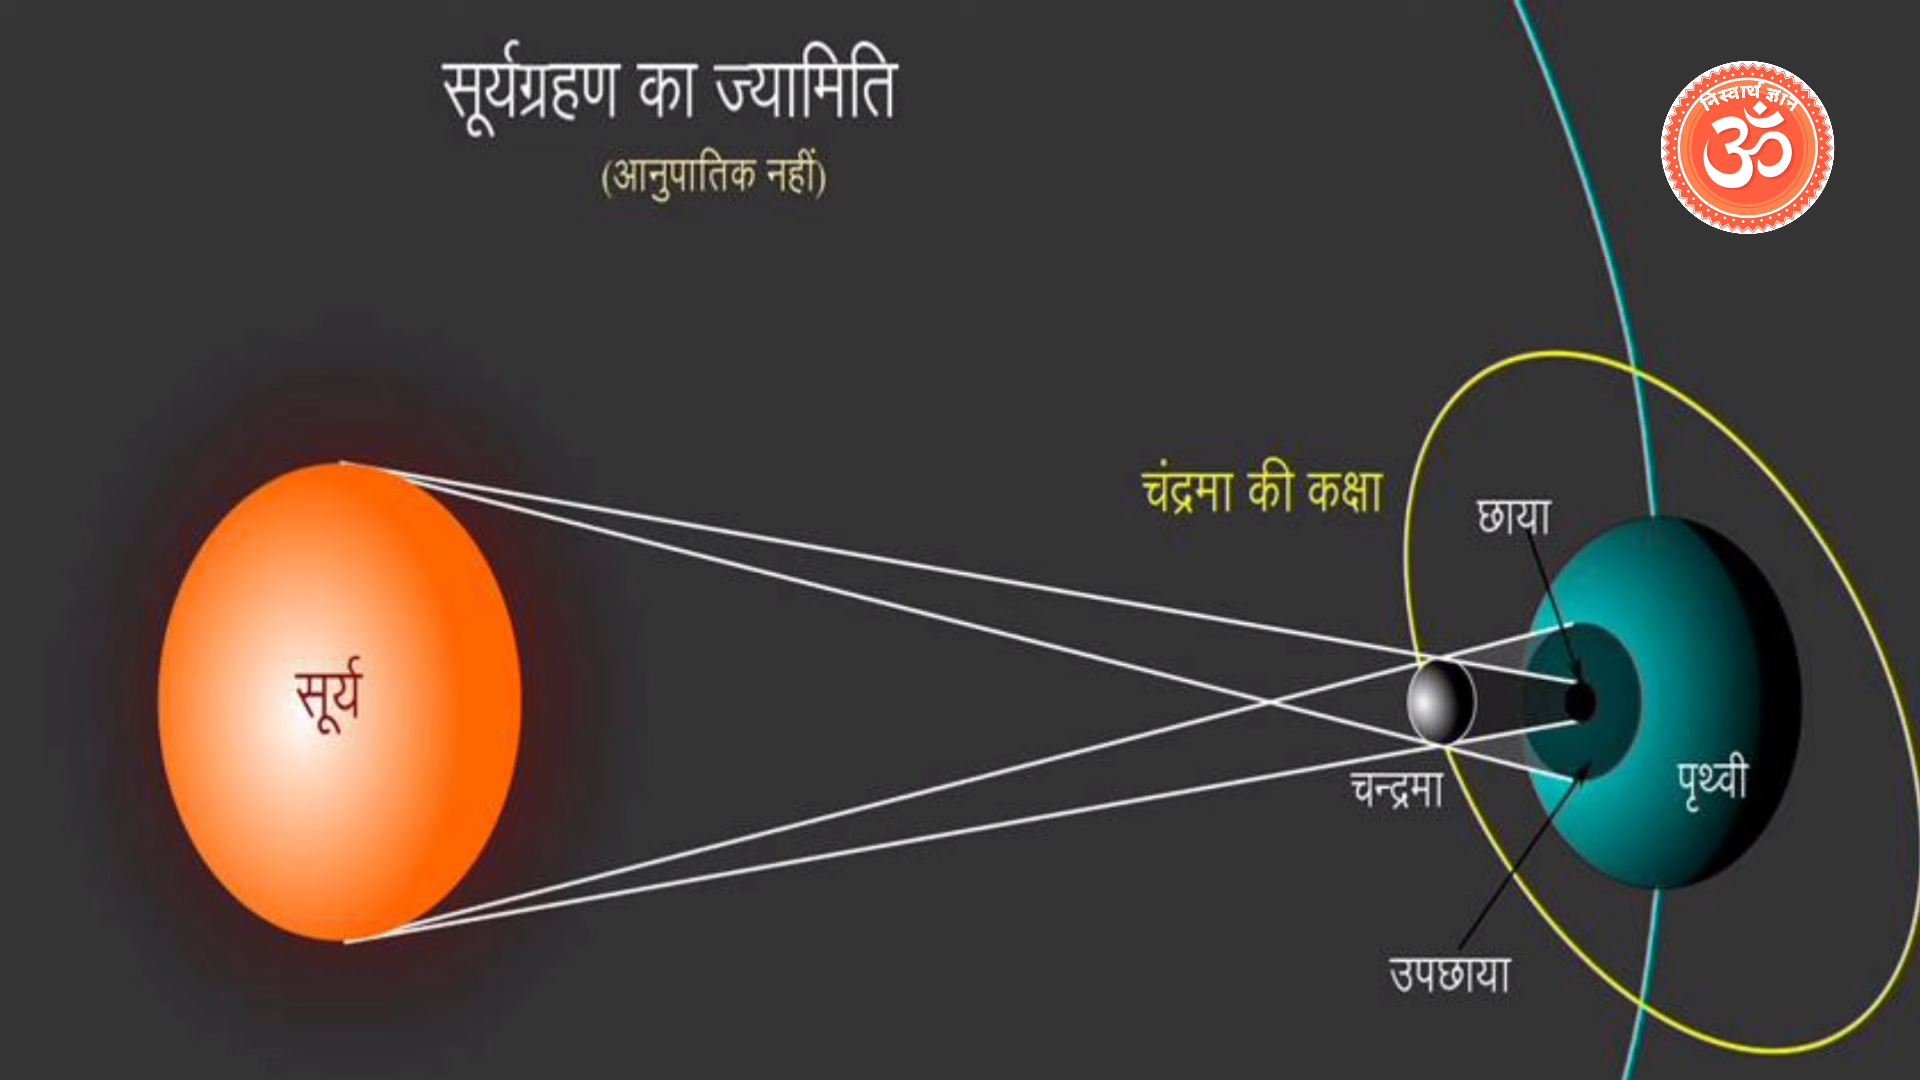 सूर्यग्रहण का ज्यामिति
(आनुपातिक नहीं)
निस्वार्थ ज्ञान
ॐ
चंद्रमा की कक्षा
छाया
सूर्य
चन्द्रमा
पृथ्वी
उपछाया